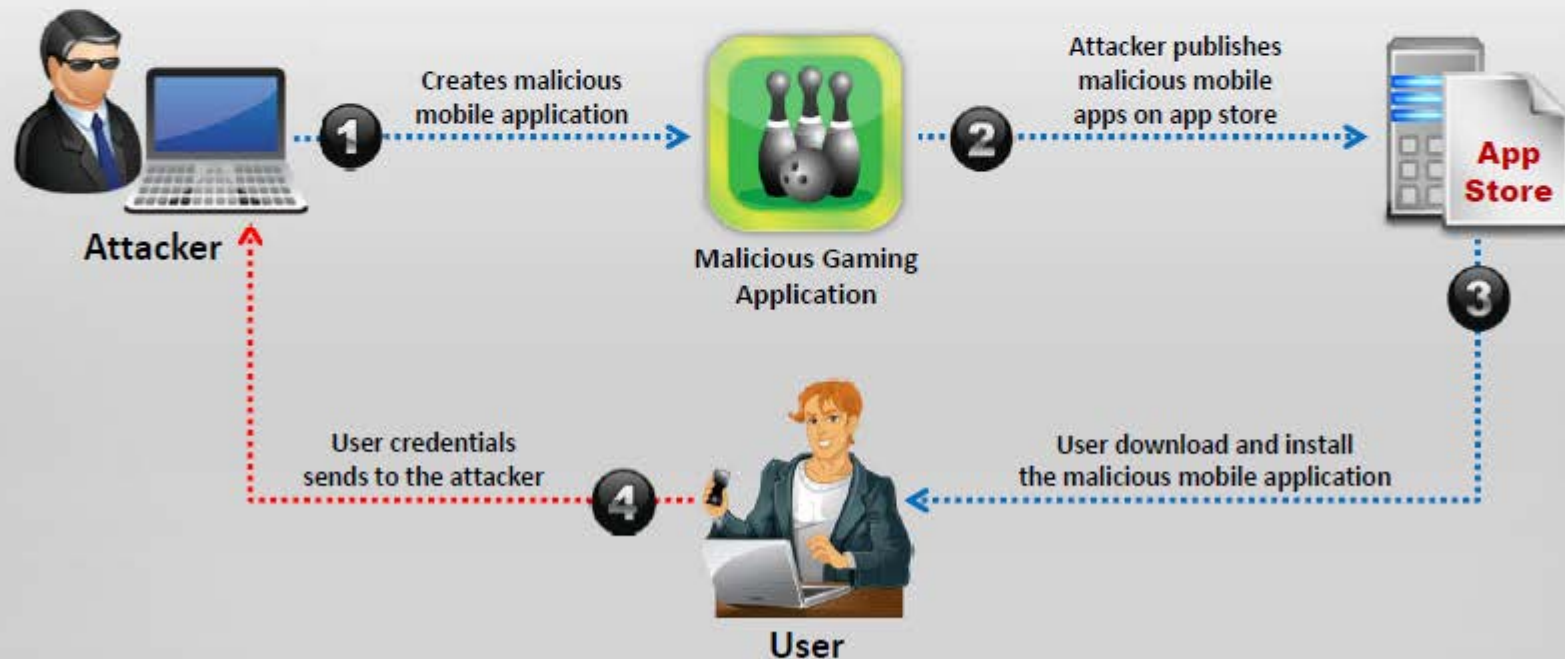 1
Creates malicious
mobile application
2
Attacker publishes
malicious mobile
apps on app store
App
Store
Attacker
Malicious Gaming
Application
3
User credentials
sends to the attacker
4
User download and install
the malicious mobile application
User